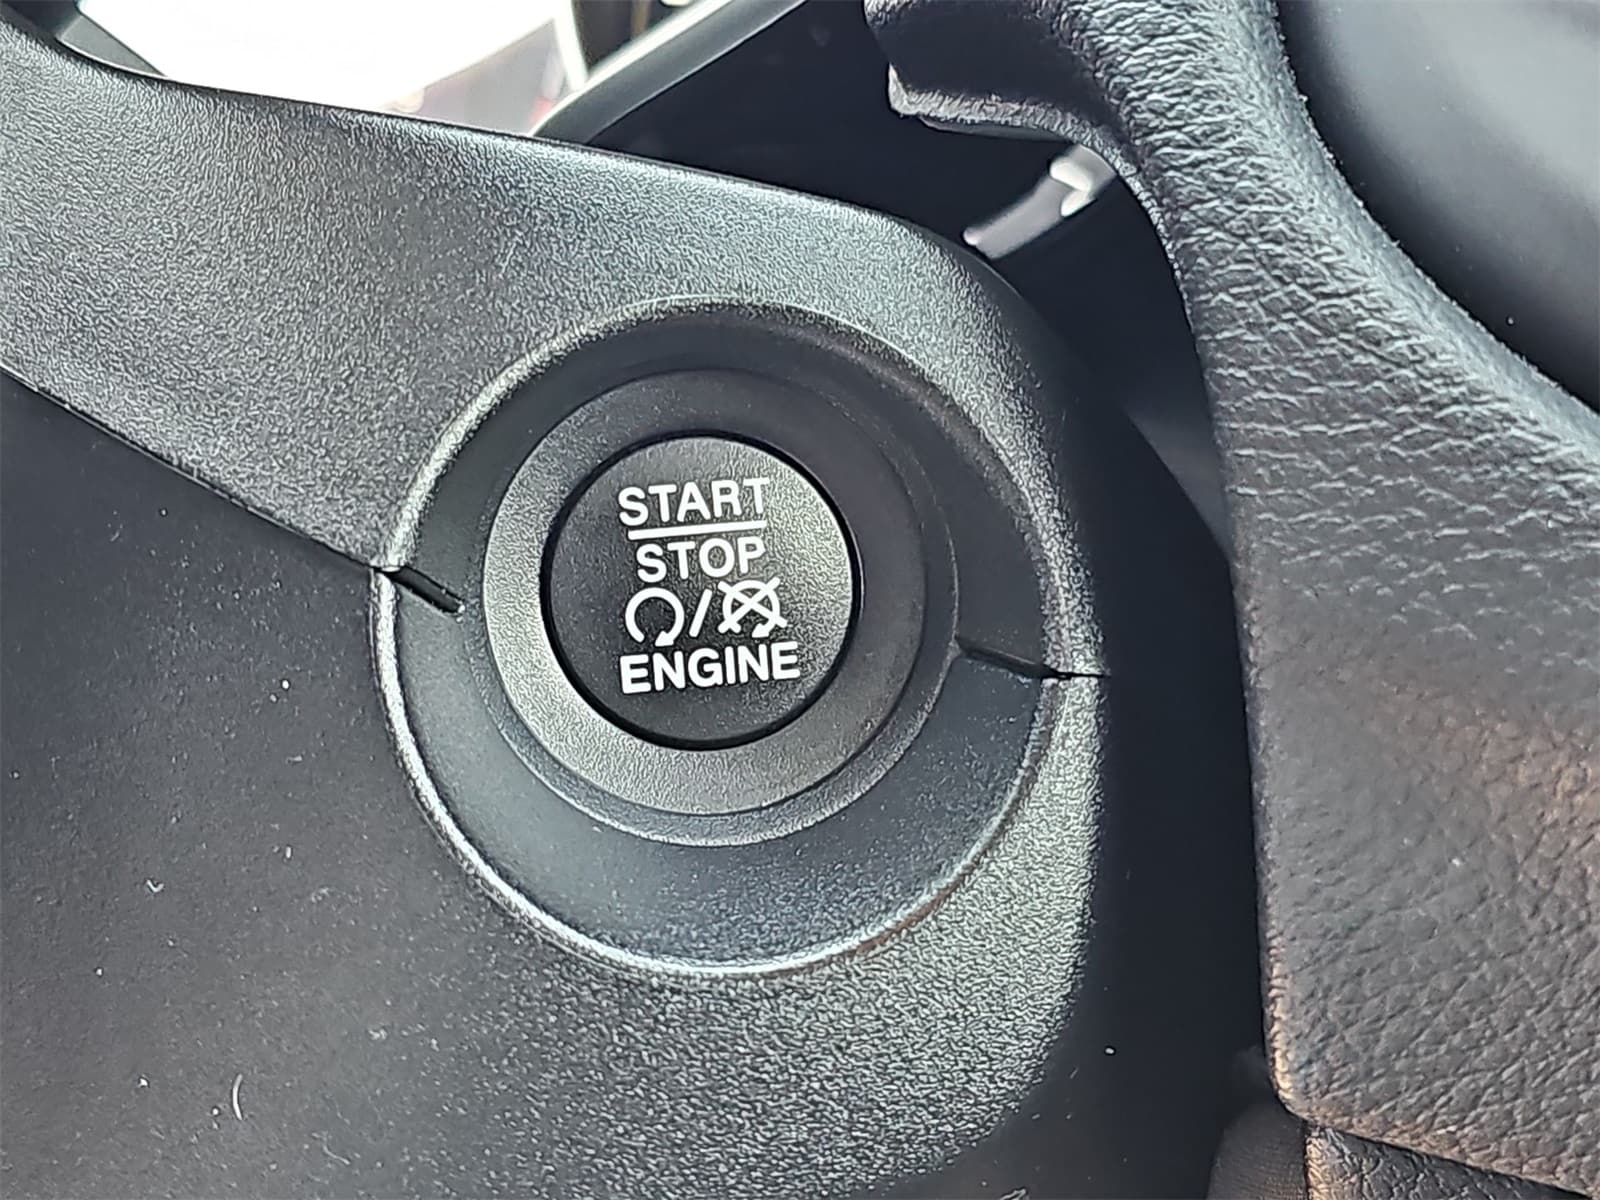 START
STOP
/
ENGINE